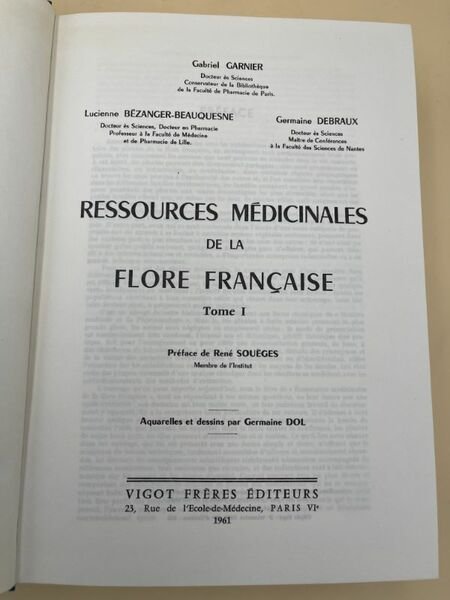 Gabriel GARNIER
Docteur ès Sciences
Conservateur de la Bibliothèque
de la Faculté de Pharmacie de Paris.
Lucienne BÉZANGER-BEAUQUESNE
Docteur ès Sciences, Docteur en Pharmacie
Professeur à la Faculté de Médecine
et de Pharmacie de Lille.
Germaine DEBRAUX
Docteur ès Sciences
Maître de Conférences
à la Faculté des Sciences de Nantes
RESSOURCES MÉDICINALES
DE LA
FLORE FRANÇAISE
Tome I
Préface de René SOUÈGES
Membre de l'Institut
Aquarelles et dessins par Germaine DOL
VIGOT FRÈRES ÉDITEURS
23, Rue de l'Ecole-de-Médecine, PARIS VIe
1961